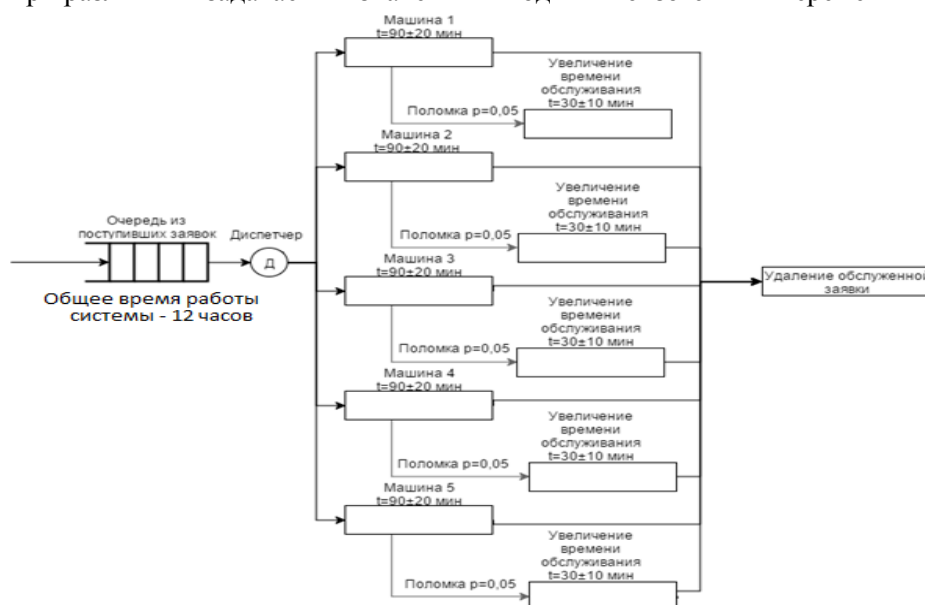 Машина 1
t=90±20 мин
Увеличение
времени
обслуживания
t=30±10 мин
Поломка p=0,05
Машина 2
t=90±20 мин
Увеличение
времени
обслуживания
t=30±10 мин
Поломка p=0,05
Очередь из
поступивших заявок
Диспетчер
Д
Общее время работы
системы - 12 часов
Машина 3
t=90±20 мин
Увеличение
времени
обслуживания
t=30±10 мин
Поломка p=0,05
Удаление обслуженной
заявки
Машина 4
t=90±20 мин
Увеличение
времени
обслуживания
t=30±10 мин
Поломка p=0,05
Машина 5
t=90±20 мин
Увеличение
времени
обслуживания
t=30±10 мин
Поломка p=0,05